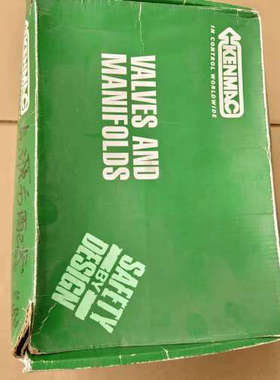 KENMAC
IN CONTROL WORLDWIDE
VALVES AND
MANIFOLDS
SAFETY
BY
DESIGN